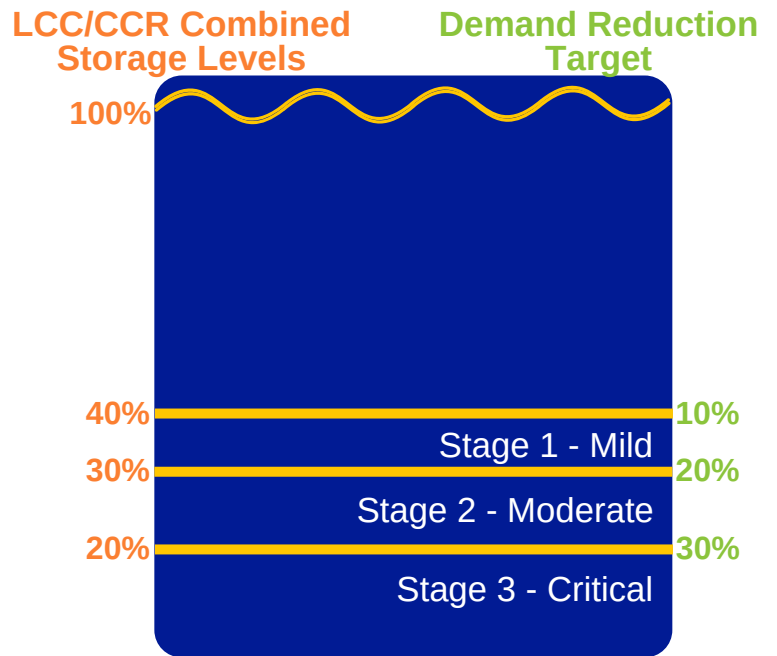 LCC/CCR Combined
Storage Levels
Demand Reduction
Target
100%
40%
10%
Stage 1 - Mild
30%
20%
Stage 2 - Moderate
20%
30%
Stage 3 - Critical